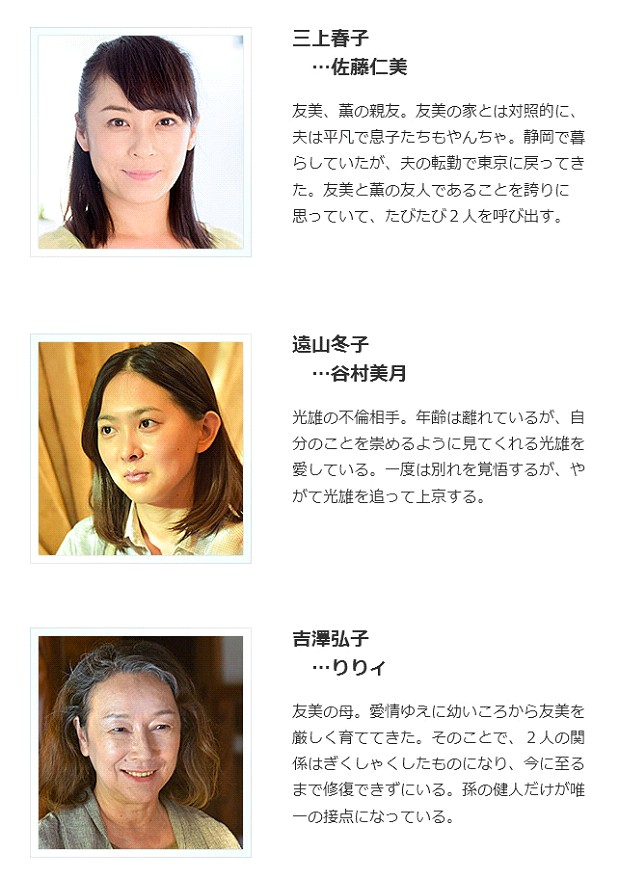 三上春子
…佐藤仁美
友美、薫の親友。友美の家とは対照的に、
夫は平凡で息子たちもやんちゃ。静岡で暮
らしていたが、夫の転勤で東京に戻ってき
た。友美と薫の友人であることを誇りに
思っていて、たびたび２人を呼び出す。
遠山冬子
…谷村美月
光雄の不倫相手。年齢は離れているが、自
分のことを崇めるように見てくれる光雄を
愛している。一度は別れを覚悟するが、や
がて光雄を追って上京する。
吉澤弘子
…りりィ
友美の母。愛情ゆえに幼いころから友美を
厳しく育ててきた。そのことで、２人の関
係はぎくしゃくしたものになり、今に至る
まで修復できずにいる。孫の健人だけが唯
一の接点になっている。